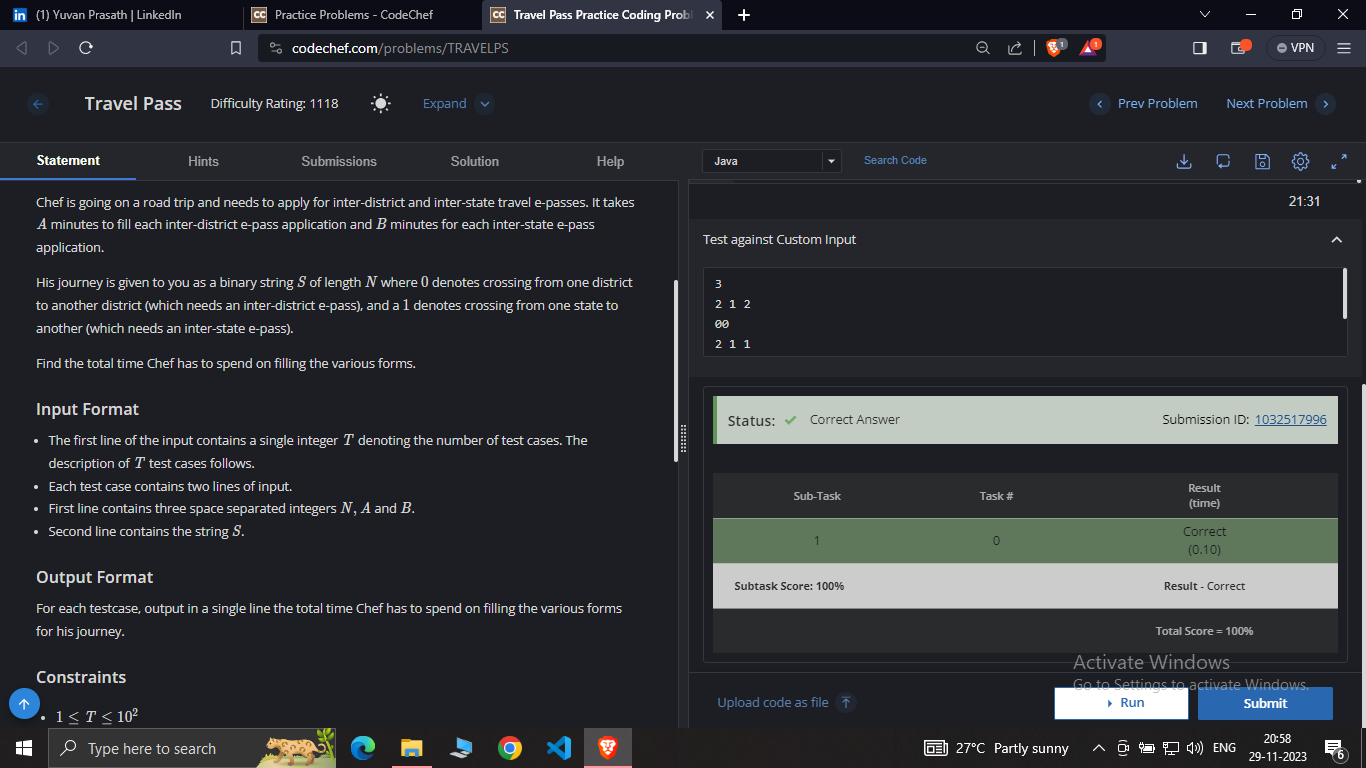 (1) Yuvan Prasath | LinkedIn
Practice Problems - CodeChef
Travel Pass Practice Coding Prob
codechef.com/problems/TRAVELPS
1
1
VPN
Travel Pass
Difficulty Rating: 1118
Expand
Prev Problem
Next Problem
Statement
Hints
Submissions
Solution
Help
Java
Search Code
Chef is going on a road trip and needs to apply for inter-district and inter-state travel e-passes. It takes
A minutes to fill each inter-district e-pass application and B minutes for each inter-state e-pass
application.
His journey is given to you as a binary string S of length N where 0 denotes crossing from one district
to another district (which needs an inter-district e-pass), and a 1 denotes crossing from one state to
another (which needs an inter-state e-pass).
Find the total time Chef has to spend on filling the various forms.
Input Format
• The first line of the input contains a single integer T denoting the number of test cases. The
description of T test cases follows.
• Each test case contains two lines of input.
• First line contains three space separated integers N, A and B.
• Second line contains the string S.
Output Format
For each testcase, output in a single line the total time Chef has to spend on filling the various forms
for his journey.
Constraints
• 1 ≤ T ≤ 10²
21:31
Test against Custom Input
3
2 1 2
00
2 1 1
Status: ✓ Correct Answer
Submission ID: 1032517996
Sub-Task
Task #
Result
(time)
1
0
Correct
(0.10)
Subtask Score: 100%
Result - Correct
Total Score = 100%
Activate Windows
Go to Settings to activate Windows.
Upload code as file
Run
Submit
Type here to search
27°C Partly sunny
ENG
20:58
29-11-2023
6